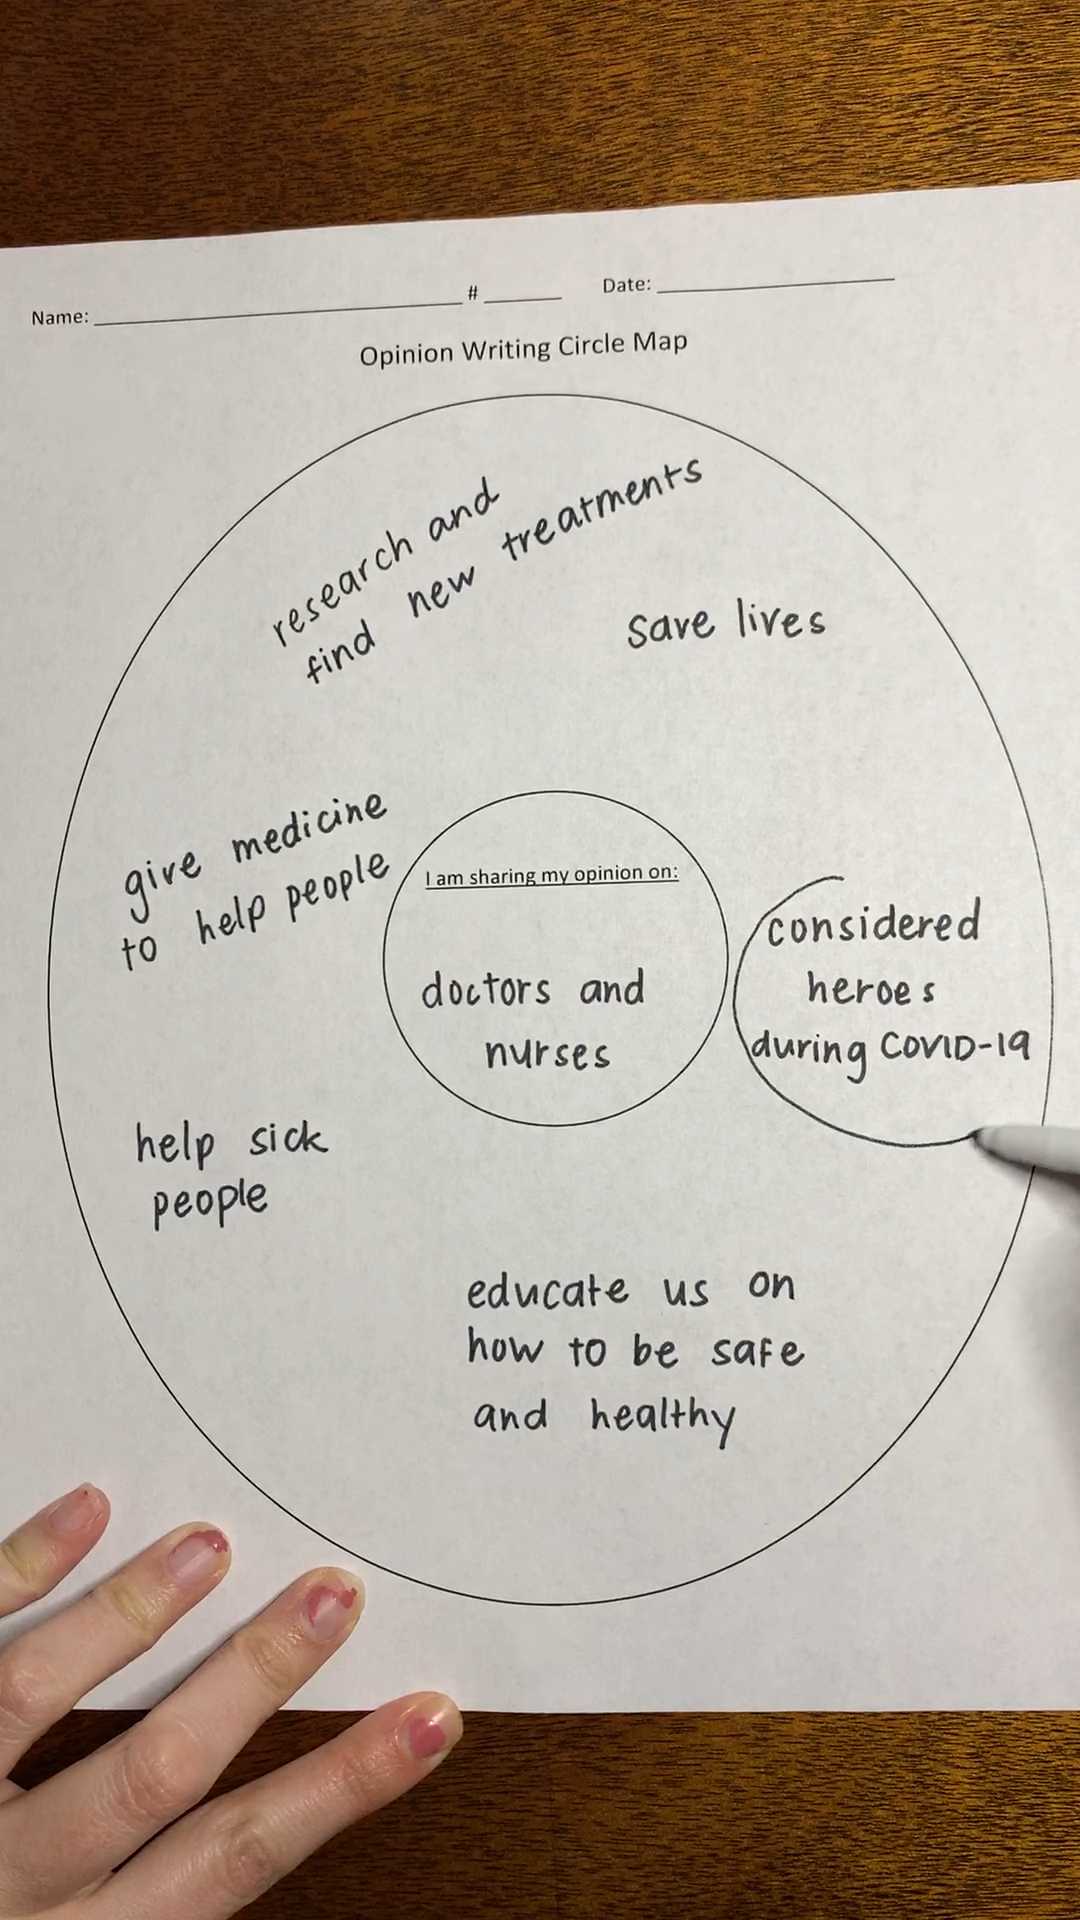 Name: # Date:
Opinion Writing Circle Map
research and
find new treatments
save lives
give medicine
to help people
I am sharing my opinion on:
doctors and
nurses
considered
heroes
during COVID-19
help sick
people
educate us on
how to be safe
and healthy